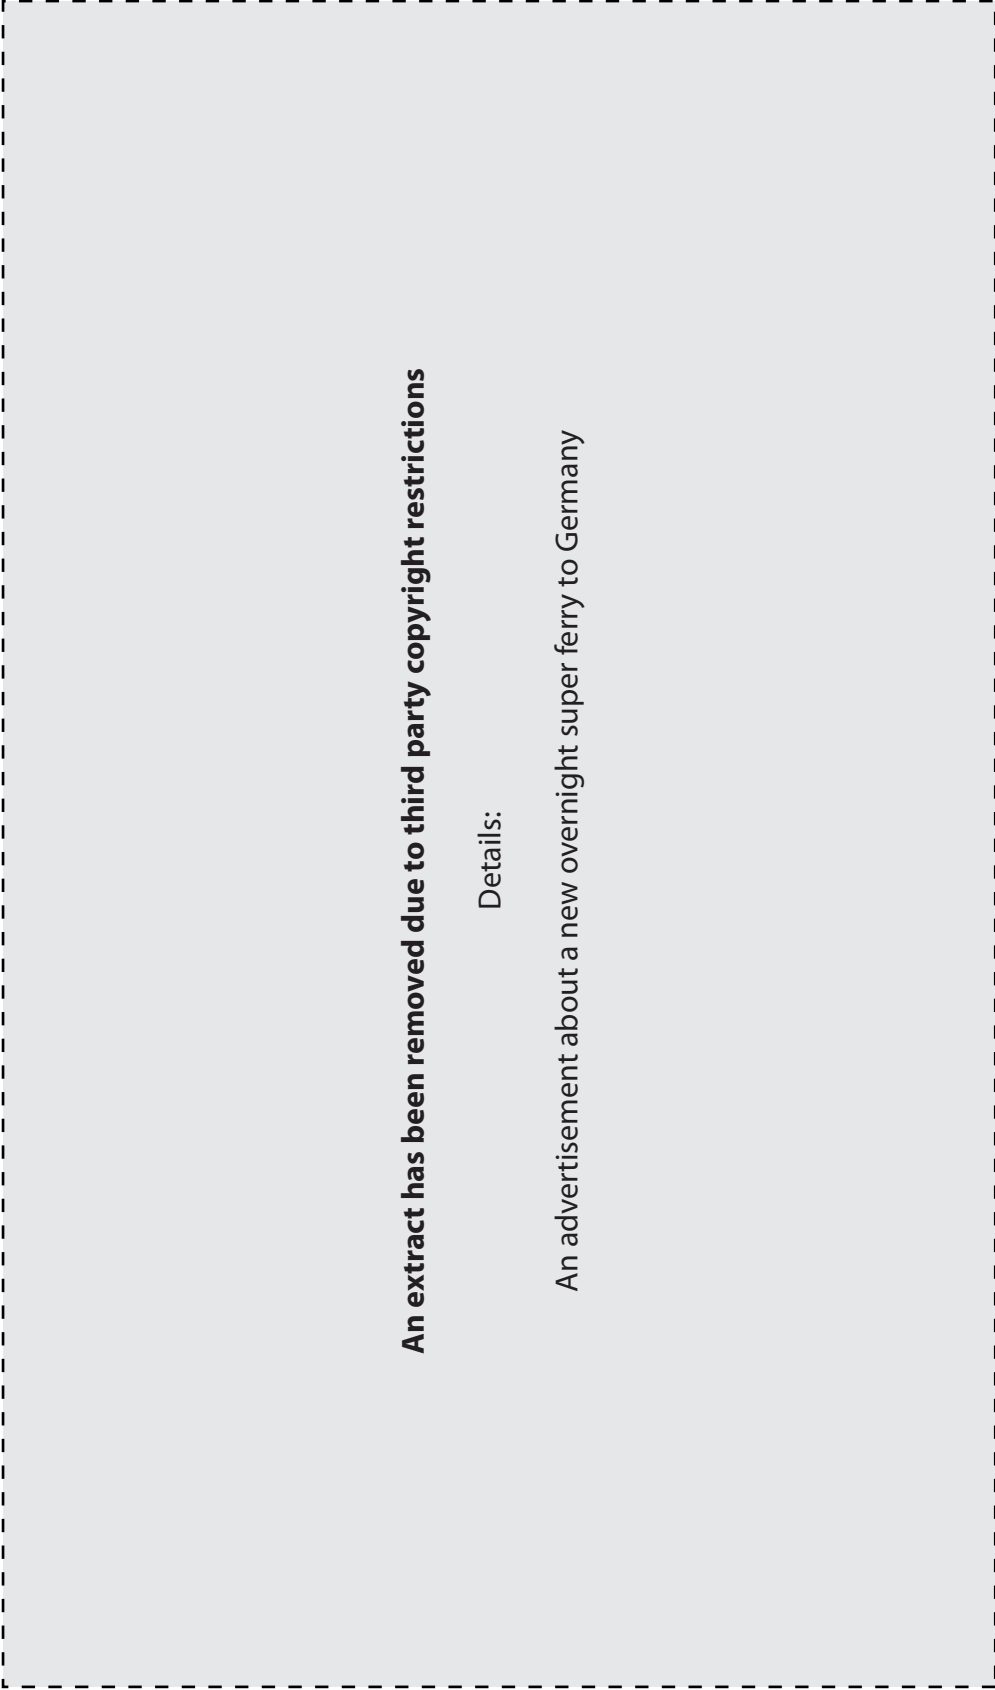 An extract has been removed due to third party copyright restrictions
Details:
An advertisement about a new overnight super ferry to Germany